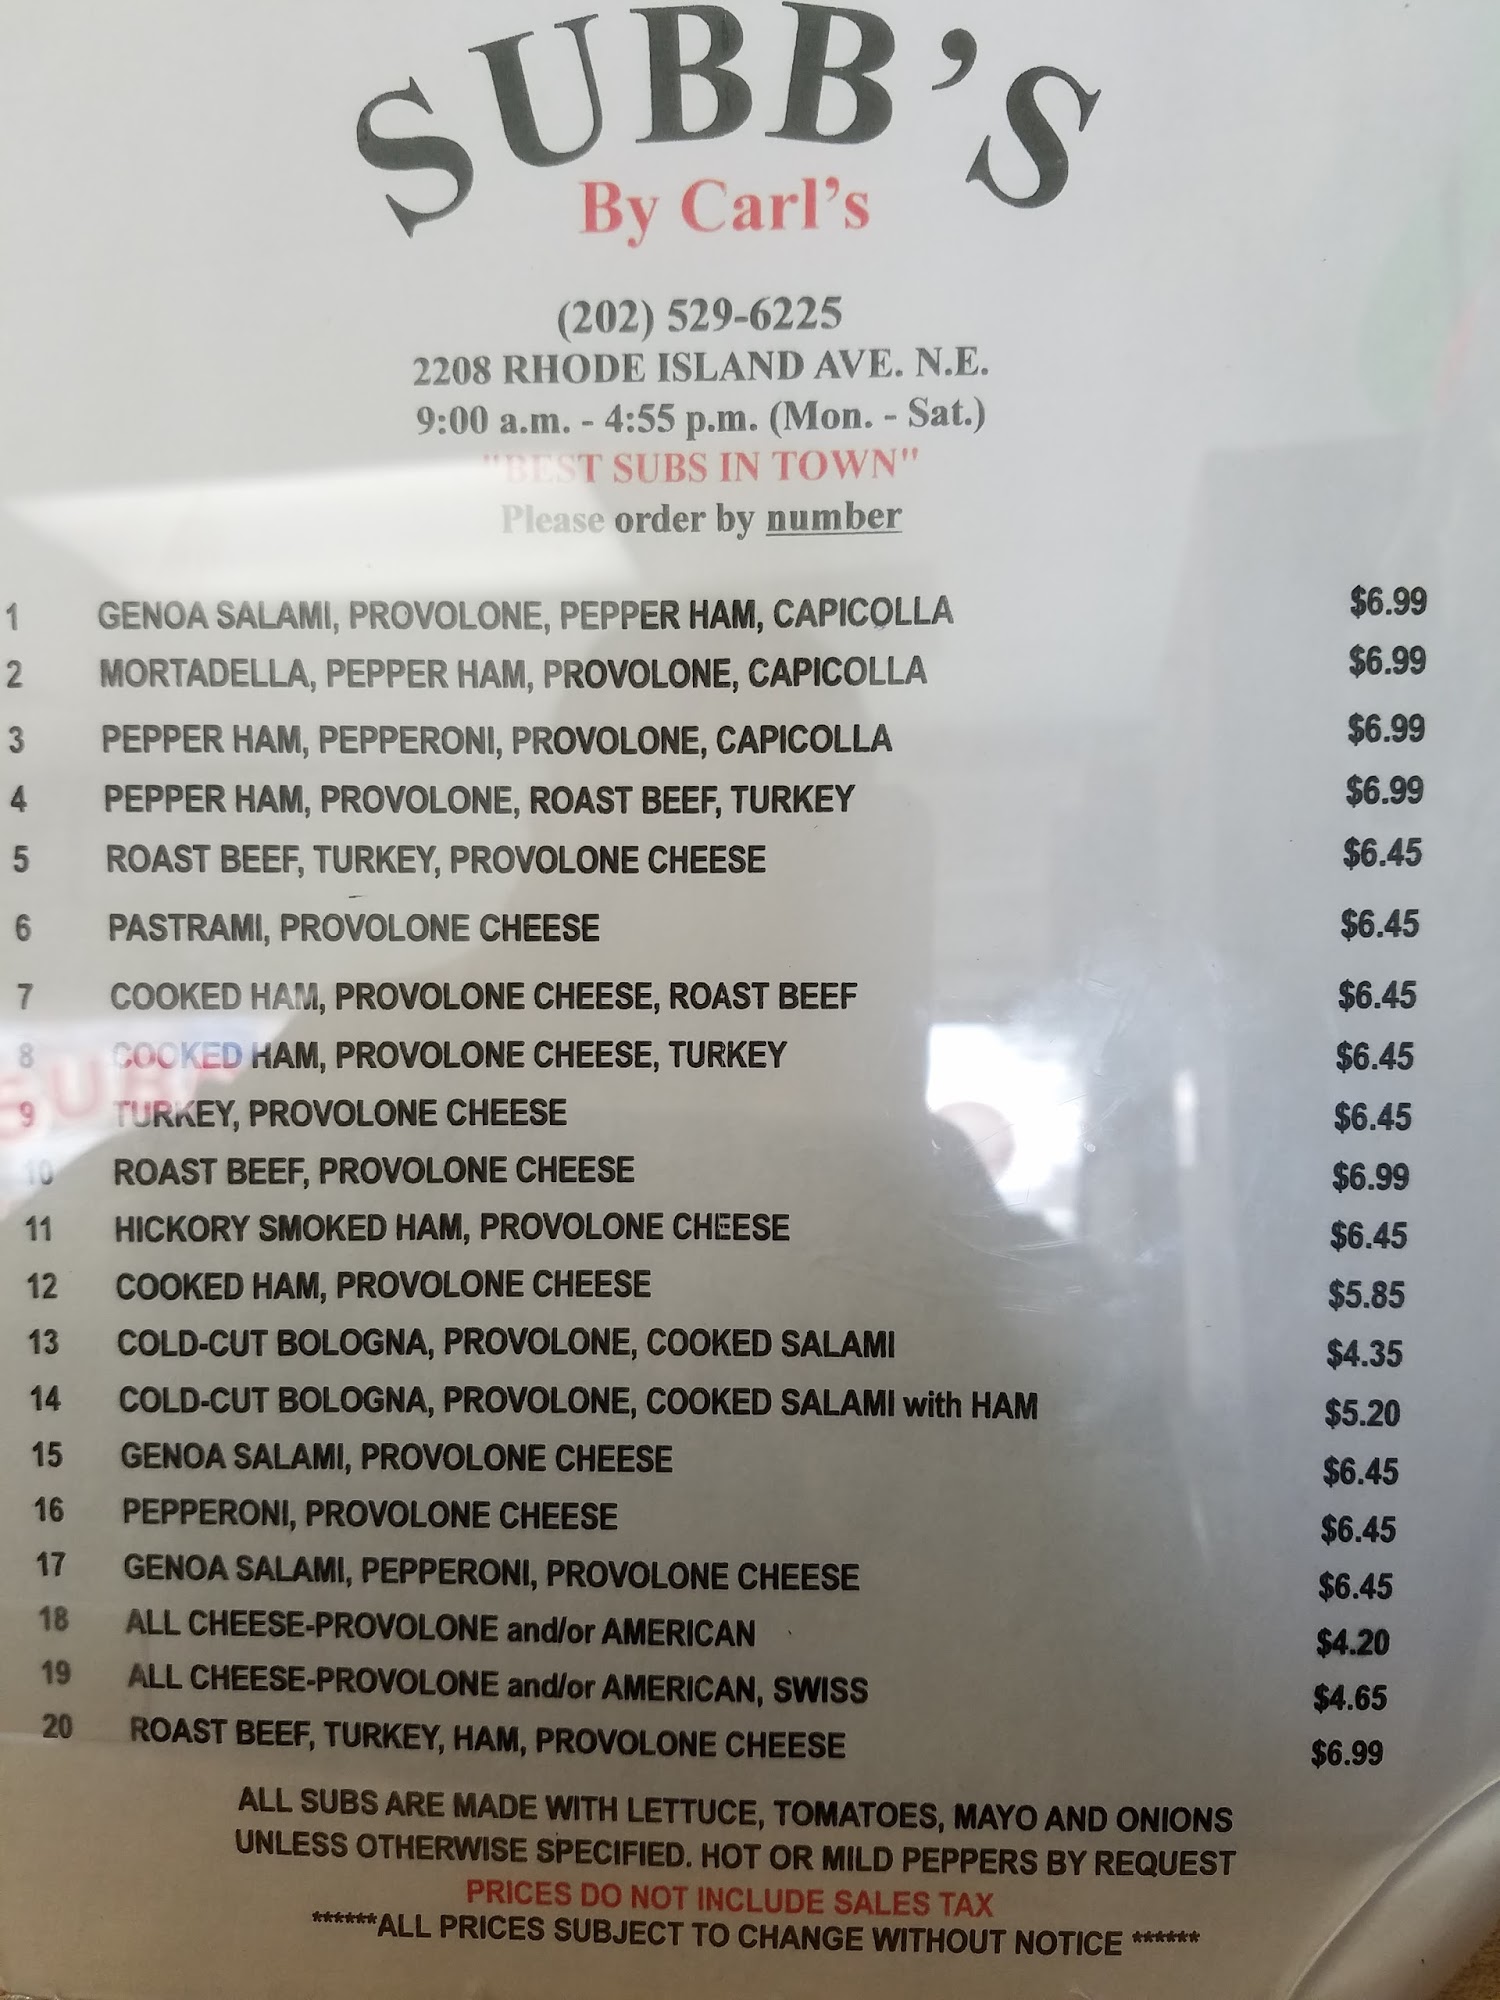 SUBB'S
By Carl's
(202) 529-6225
2208 RHODE ISLAND AVE. N.E.
9:00 a.m. - 4:55 p.m. (Mon. - Sat.)
"BEST SUBS IN TOWN"
Please order by number
1 GENOA SALAMI, PROVOLONE, PEPPER HAM, CAPICOLLA $6.99
2 MORTADELLA, PEPPER HAM, PROVOLONE, CAPICOLLA $6.99
3 PEPPER HAM, PEPPERONI, PROVOLONE, CAPICOLLA $6.99
4 PEPPER HAM, PROVOLONE, ROAST BEEF, TURKEY $6.99
5 ROAST BEEF, TURKEY, PROVOLONE CHEESE $6.45
6 PASTRAMI, PROVOLONE CHEESE $6.45
7 COOKED HAM, PROVOLONE CHEESE, ROAST BEEF $6.45
8 COOKED HAM, PROVOLONE CHEESE, TURKEY $6.45
9 TURKEY, PROVOLONE CHEESE $6.45
10 ROAST BEEF, PROVOLONE CHEESE $6.99
11 HICKORY SMOKED HAM, PROVOLONE CHEESE $6.45
12 COOKED HAM, PROVOLONE CHEESE $5.85
13 COLD-CUT BOLOGNA, PROVOLONE, COOKED SALAMI $4.35
14 COLD-CUT BOLOGNA, PROVOLONE, COOKED SALAMI with HAM $5.20
15 GENOA SALAMI, PROVOLONE CHEESE $6.45
16 PEPPERONI, PROVOLONE CHEESE $6.45
17 GENOA SALAMI, PEPPERONI, PROVOLONE CHEESE $6.45
18 ALL CHEESE-PROVOLONE and/or AMERICAN $4.20
19 ALL CHEESE-PROVOLONE and/or AMERICAN, SWISS $4.65
20 ROAST BEEF, TURKEY, HAM, PROVOLONE CHEESE $6.99
ALL SUBS ARE MADE WITH LETTUCE, TOMATOES, MAYO AND ONIONS
UNLESS OTHERWISE SPECIFIED. HOT OR MILD PEPPERS BY REQUEST
PRICES DO NOT INCLUDE SALES TAX
******ALL PRICES SUBJECT TO CHANGE WITHOUT NOTICE ******